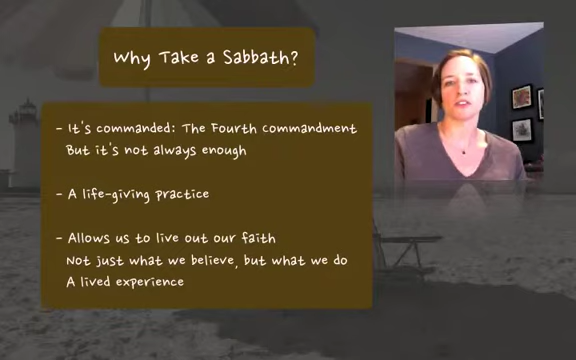 Why Take a Sabbath?
- It's commanded: The Fourth Commandment
But it's not always enough
- A life-giving practice
- Allows us to live out our faith
Not just what we believe, but what we do
A lived experience